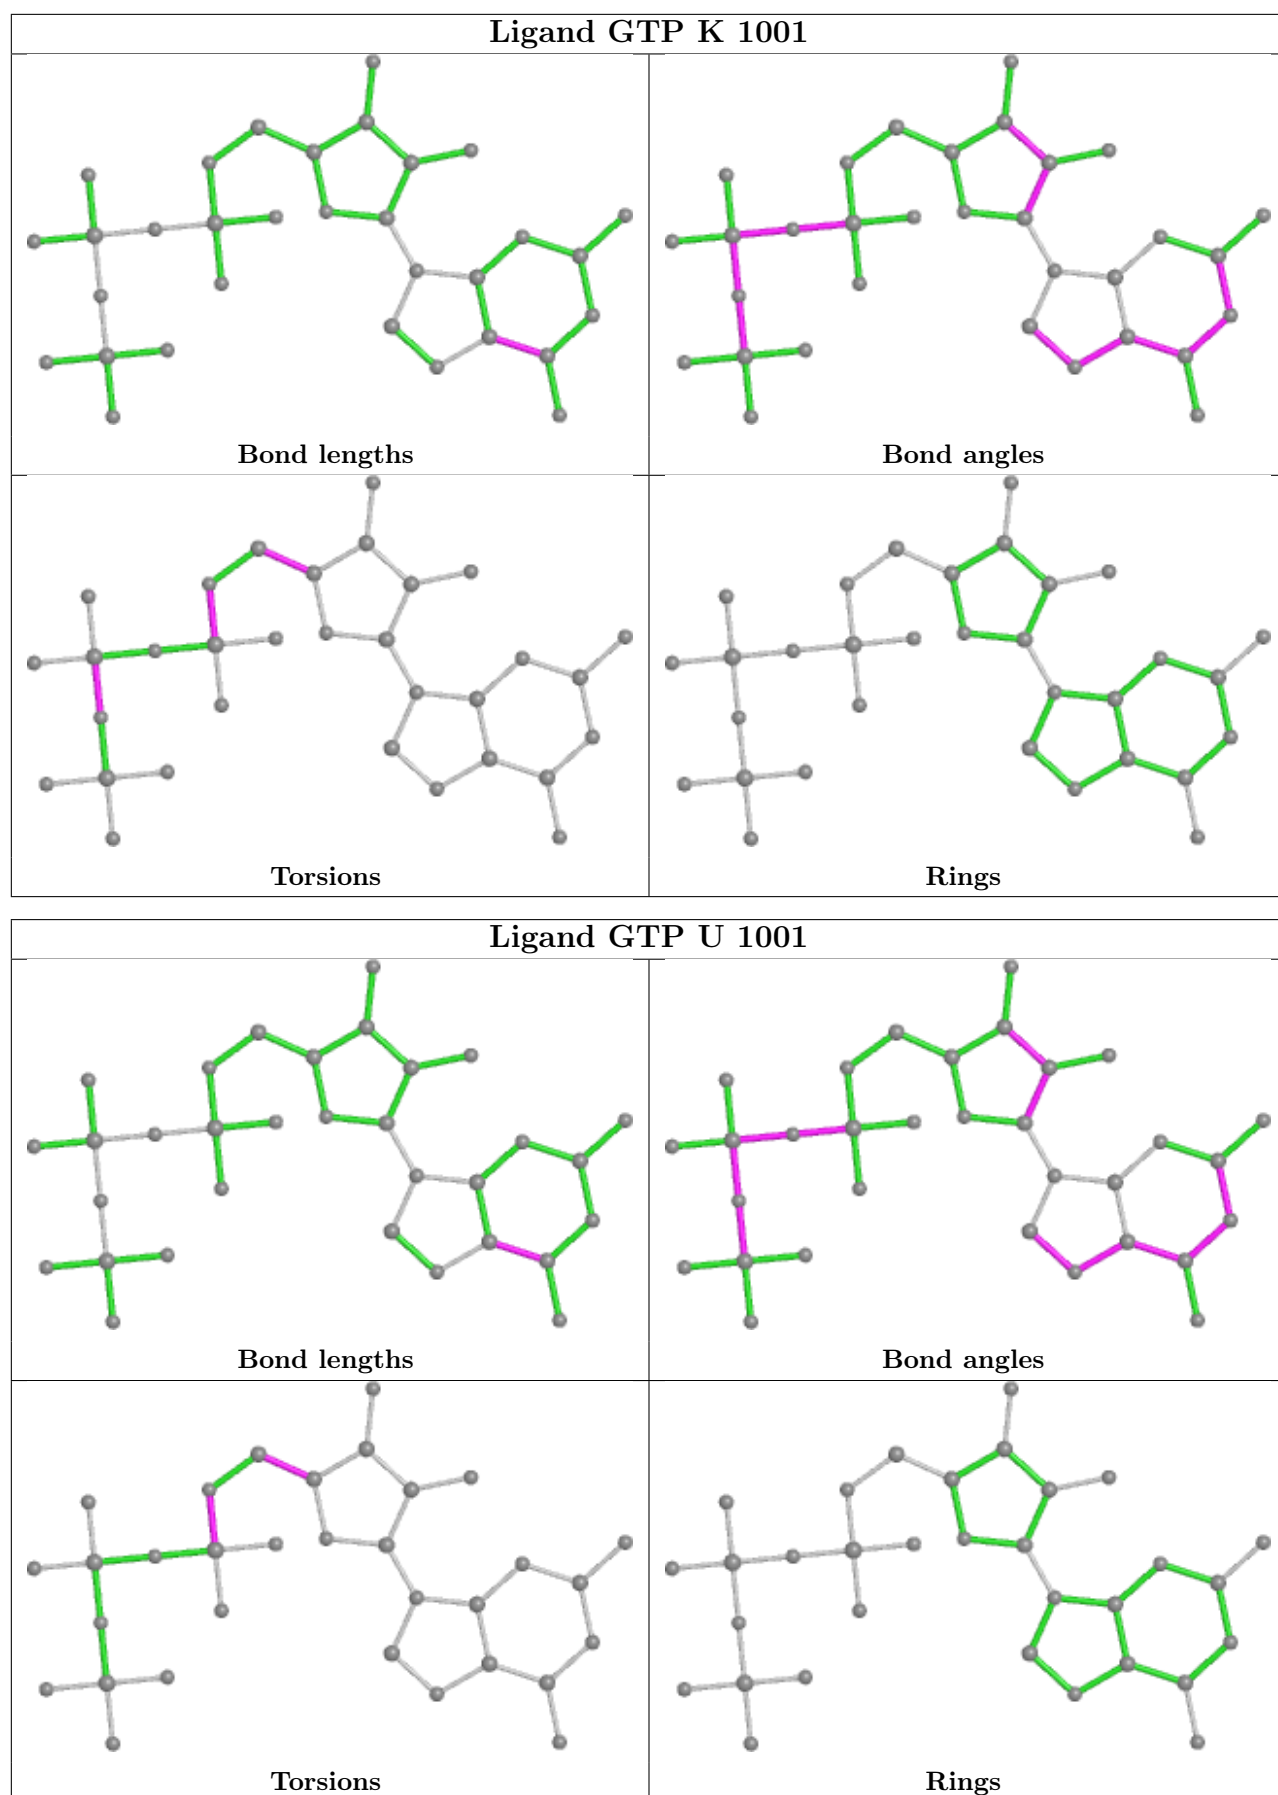 Ligand GTP K 1001
Bond lengths
Bond angles
Torsions
Rings
Ligand GTP U 1001
Bond lengths
Bond angles
Torsions
Rings